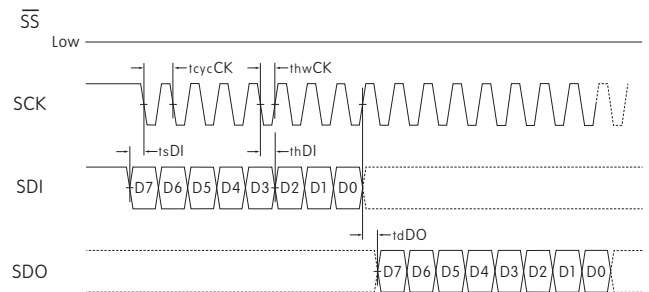 SS
Low
tcycCK thwCK
SCK
tsDI thDI
SDI D7 D6 D5 D4 D3 D2 D1 D0
tdDO
SDO D7 D6 D5 D4 D3 D2 D1 D0